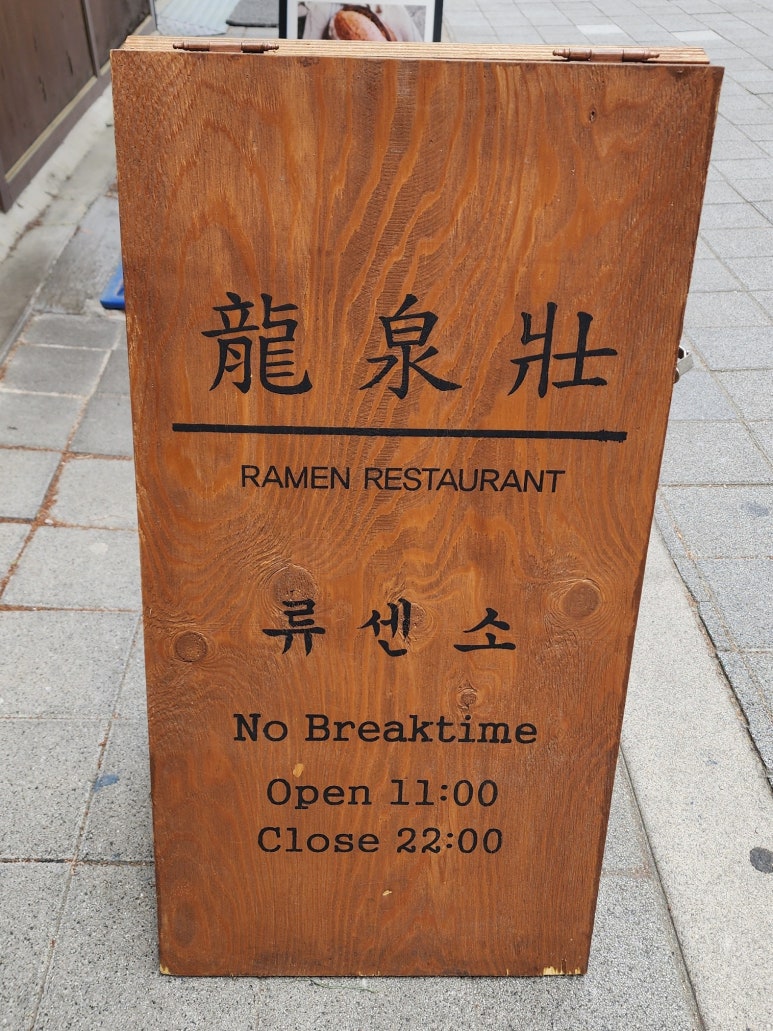 龍泉壯
RAMEN RESTAURANT
류센소
No Breaktime
Open 11:00
Close 22:00